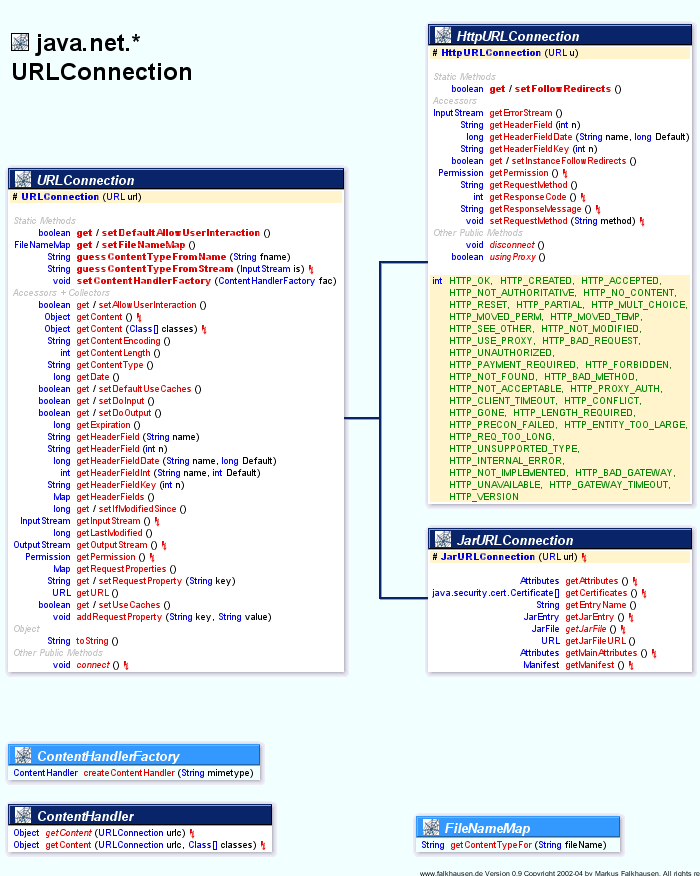 java.net.*
URLConnection
URLConnection
# URLConnection (URL url)
Static Methods
boolean get / setDefaultAllowUserInteraction ()
FileNameMap get / setFileNameMap ()
String guessContentTypeFromName (String fname)
String guessContentTypeFromStream (InputStream is)
void setContentHandlerFactory (ContentHandlerFactory fac)
Accessors + Collectors
boolean get / setAllowUserInteraction ()
Object getContent ()
Object getContent (Class[] classes)
String getContentEncoding ()
int getContentLength ()
String getContentType ()
long getDate ()
boolean get / setDefaultUseCaches ()
boolean get / setDoInput ()
boolean get / setDoOutput ()
long getExpiration ()
String getHeaderField (String name)
String getHeaderField (int n)
long getHeaderFieldDate (String name, long Default)
int getHeaderFieldInt (String name, int Default)
String getHeaderFieldKey (int n)
Map getHeaderFields ()
long get / setIfModifiedSince ()
InputStream getInputStream ()
long getLastModified ()
OutputStream getOutputStream ()
Permission getPermission ()
Map getRequestProperties ()
String get / setRequestProperty (String key)
URL getURL ()
boolean get / setUseCaches ()
void addRequestProperty (String key, String value)
Object
String toString ()
Other Public Methods
void connect ()
HttpURLConnection
# HttpURLConnection (URL u)
Static Methods
boolean get / setFollowRedirects ()
Accessors
InputStream getErrorStream ()
String getHeaderField (int n)
long getHeaderFieldDate (String name, long Default)
String getHeaderFieldKey (int n)
boolean get / setInstanceFollowRedirects ()
Permission getPermission ()
String getRequestMethod ()
int getResponseCode ()
String getResponseMessage ()
void setRequestMethod (String method)
Other Public Methods
void disconnect ()
boolean usingProxy ()
int HTTP_OK, HTTP_CREATED, HTTP_ACCEPTED,
HTTP_NOT_AUTHORITATIVE, HTTP_NO_CONTENT,
HTTP_RESET, HTTP_PARTIAL, HTTP_MULT_CHOICE,
HTTP_MOVED_PERM, HTTP_MOVED_TEMP,
HTTP_SEE_OTHER, HTTP_NOT_MODIFIED,
HTTP_USE_PROXY, HTTP_BAD_REQUEST,
HTTP_UNAUTHORIZED,
HTTP_PAYMENT_REQUIRED, HTTP_FORBIDDEN,
HTTP_NOT_FOUND, HTTP_BAD_METHOD,
HTTP_NOT_ACCEPTABLE, HTTP_PROXY_AUTH,
HTTP_CLIENT_TIMEOUT, HTTP_CONFLICT,
HTTP_GONE, HTTP_LENGTH_REQUIRED,
HTTP_PRECON_FAILED, HTTP_ENTITY_TOO_LARGE,
HTTP_REQ_TOO_LONG,
HTTP_UNSUPPORTED_TYPE,
HTTP_INTERNAL_ERROR,
HTTP_NOT_IMPLEMENTED, HTTP_BAD_GATEWAY,
HTTP_UNAVAILABLE, HTTP_GATEWAY_TIMEOUT,
HTTP_VERSION
JarURLConnection
# JarURLConnection (URL url)
Attributes getAttributes ()
java.security.cert.Certificate[] getCertificates ()
String getEntryName ()
JarEntry getJarEntry ()
JarFile getJarFile ()
URL getJarFileURL ()
Attributes getMainAttributes ()
Manifest getManifest ()
ContentHandlerFactory
ContentHandler createContentHandler (String mimetype)
ContentHandler
Object getContent (URLConnection urlc)
Object getContent (URLConnection urlc, Class[] classes)
FileNameMap
String getContentTypeFor (String fileName)
www.falkhausen.de Version 0.9 Copyright 2002-04 by Markus Falkhausen. All rights re